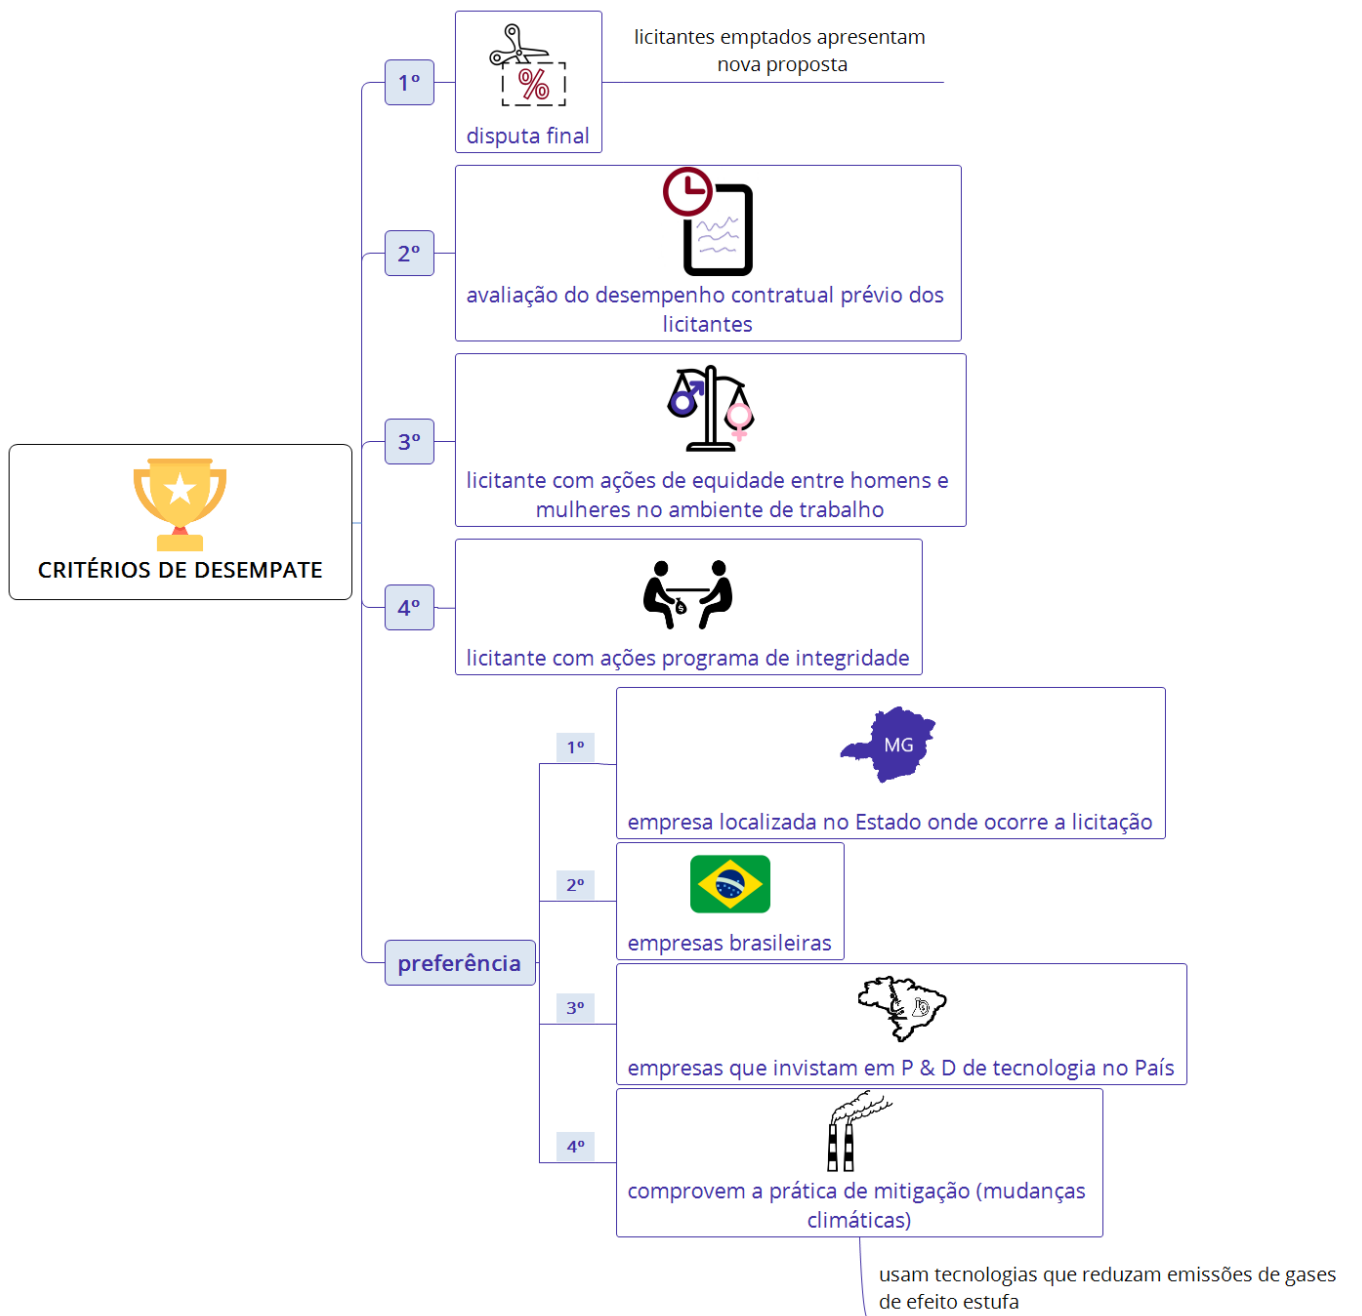 1º
%
disputa final
licitantes emptados apresentam
nova proposta
2º
avaliação do desempenho contratual prévio dos
licitantes
3º
licitante com ações de equidade entre homens e
mulheres no ambiente de trabalho
CRITÉRIOS DE DESEMPATE
4º
$
licitante com ações programa de integridade
preferência
1º
MG
empresa localizada no Estado onde ocorre a licitação
2º
empresas brasileiras
3º
empresas que invistam em P & D de tecnologia no País
4º
comprovem a prática de mitigação (mudanças
climáticas)
usam tecnologias que reduzam emissões de gases
de efeito estufa